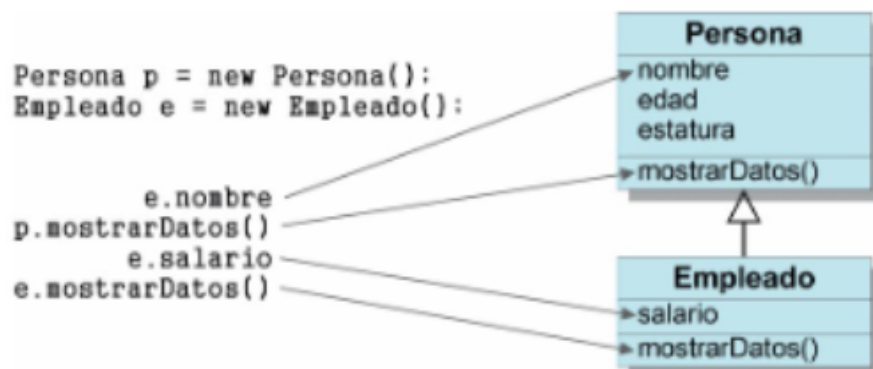 Persona p = new Persona();
Empleado e = new Empleado();
e.nombre
p.mostrarDatos()
e.salario
e.mostrarDatos()
Persona
nombre
edad
estatura
mostrarDatos()
Empleado
salario
mostrarDatos()